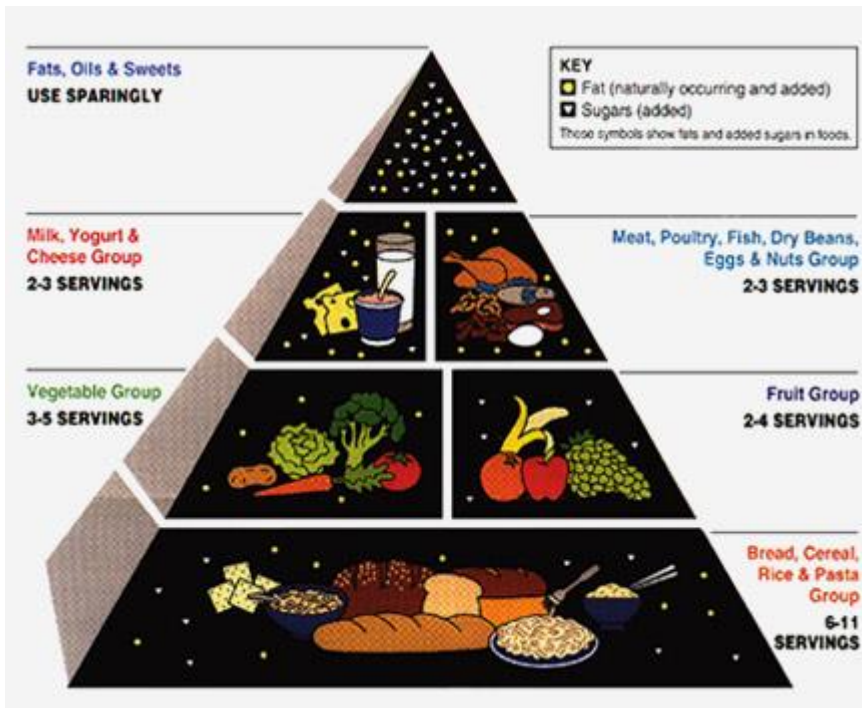 Fats, Oils & Sweets
USE SPARINGLY
KEY
Fat (naturally occurring and added)
Sugars (added)
These symbols show fats and added sugars in foods.
Milk, Yogurt &
Cheese Group
2-3 SERVINGS
Meat, Poultry, Fish, Dry Beans,
Eggs & Nuts Group
2-3 SERVINGS
Vegetable Group
3-5 SERVINGS
Fruit Group
2-4 SERVINGS
Bread, Cereal,
Rice & Pasta
Group
6-11
SERVINGS